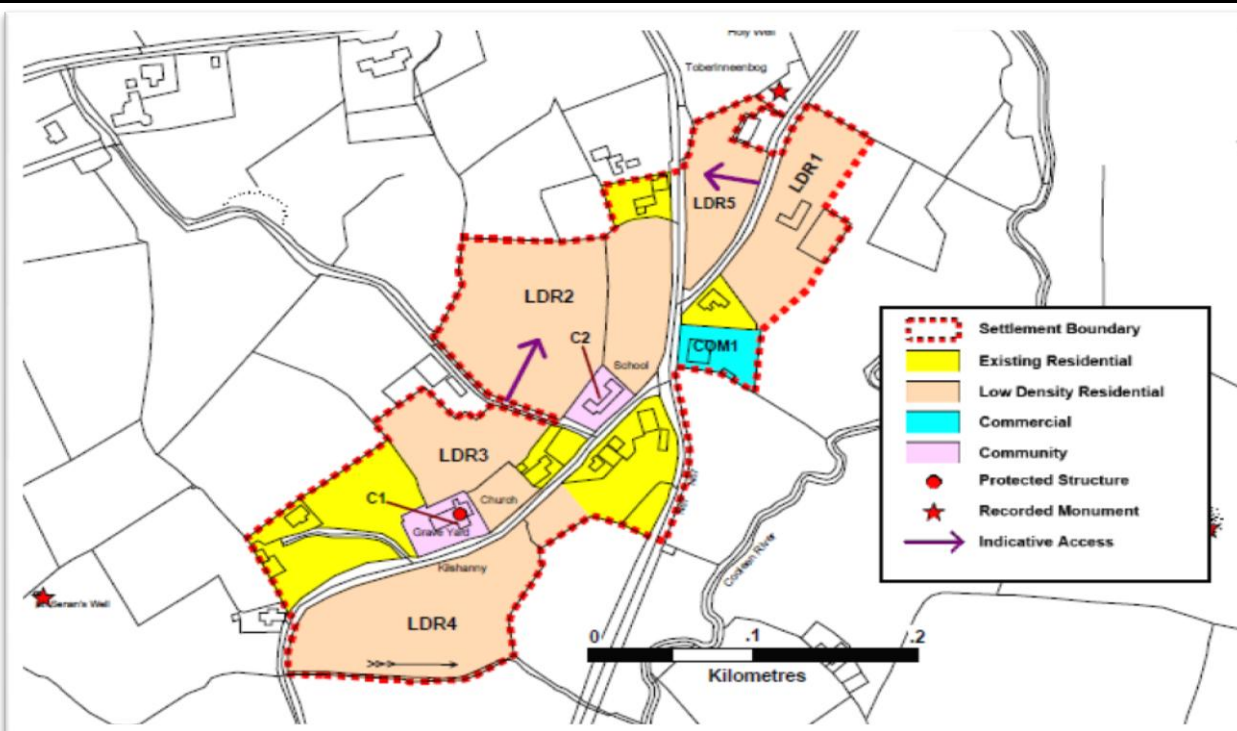 Holy Well
Toberinneenbog
LDR1
LDR5
LDR2
C2
COM1
School
LDR3
C1
Church
Grave Yard
Kilshanny
LDR4
Well
River
Settlement Boundary
Existing Residential
Low Density Residential
Commercial
Community
Protected Structure
Recorded Monument
Indicative Access
0 .1 .2
Kilometres